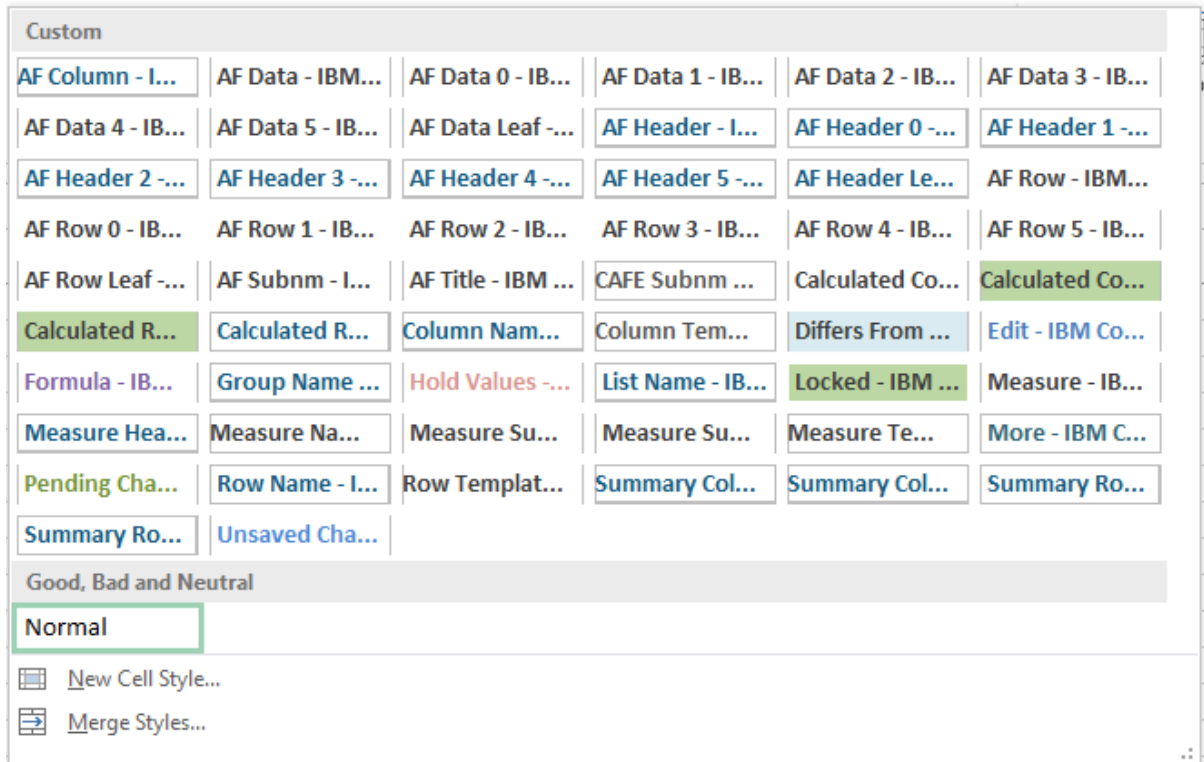 Custom
AF Column - I... AF Data - IBM... AF Data 0 - IB... AF Data 1 - IB... AF Data 2 - IB... AF Data 3 - IB...
AF Data 4 - IB... AF Data 5 - IB... AF Data Leaf -... AF Header - I... AF Header 0 -... AF Header 1 -...
AF Header 2 -... AF Header 3 -... AF Header 4 -... AF Header 5 -... AF Header Le... AF Row - IBM...
AF Row 0 - IB... AF Row 1 - IB... AF Row 2 - IB... AF Row 3 - IB... AF Row 4 - IB... AF Row 5 - IB...
AF Row Leaf -... AF Subnm - I... AF Title - IBM ... CAFE Subnm ... Calculated Co... Calculated Co...
Calculated R... Calculated R... Column Nam... Column Tem... Differs From ... Edit - IBM Co...
Formula - IB... Group Name ... Hold Values -... List Name - IB... Locked - IBM ... Measure - IB...
Measure Hea... Measure Na... Measure Su... Measure Su... Measure Te... More - IBM C...
Pending Cha... Row Name - I... Row Templat... Summary Col... Summary Col... Summary Ro...
Summary Ro... Unsaved Cha...
Good, Bad and Neutral
Normal
New Cell Style...
Merge Styles...